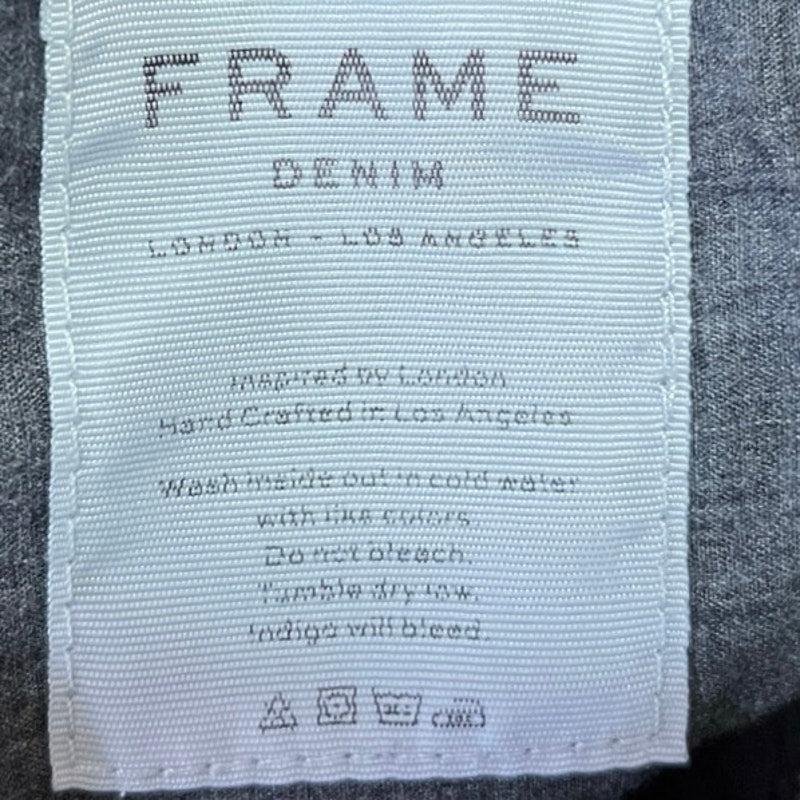 FRAME
DENIM
LONDON - LOS ANGELES
Inspired by London
Hand Crafted in Los Angeles
Wash inside out in cold water
with like colors.
Do not bleach.
Tumble dry low.
Indigo will bleed.